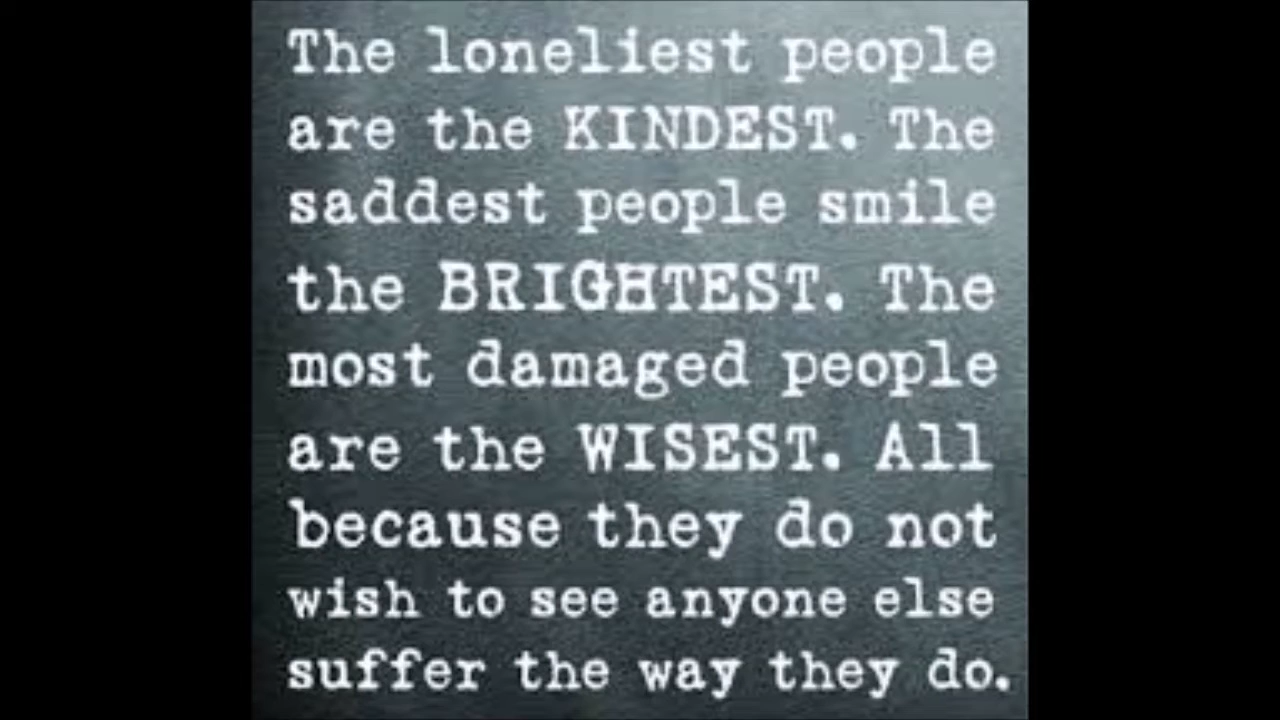 The loneliest people
are the KINDEST. The
saddest people smile
the BRIGHTEST. The
most damaged people
are the WISEST. All
because they do not
wish to see anyone else
suffer the way they do.